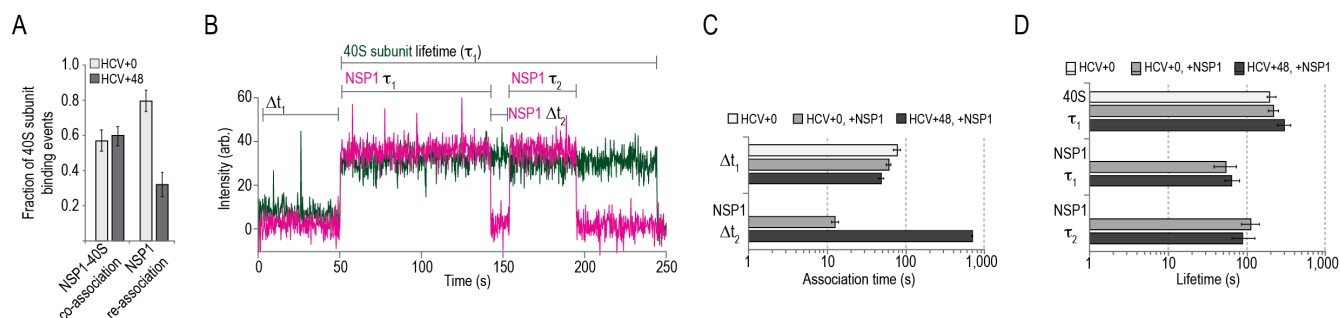 A
Fraction of 40S subunit
binding events
1.0
0.8
0.6
0.4
0.2
HCV+0
HCV+48
NSP1-40S
co-association
NSP1
re-association
B
40S subunit lifetime (τ1)
NSP1 τ1
NSP1 τ2
Δt1
NSP1 Δt2
Intensity (arb.)
60
40
20
0
0
50
100
150
200
250
Time (s)
C
HCV+0
HCV+0, +NSP1
HCV+48, +NSP1
Δt1
NSP1
Δt2
1
10
100
1,000
Association time (s)
D
HCV+0
HCV+0, +NSP1
HCV+48, +NSP1
40S
τ1
NSP1
τ1
NSP1
τ2
1
10
100
1,000
Lifetime (s)